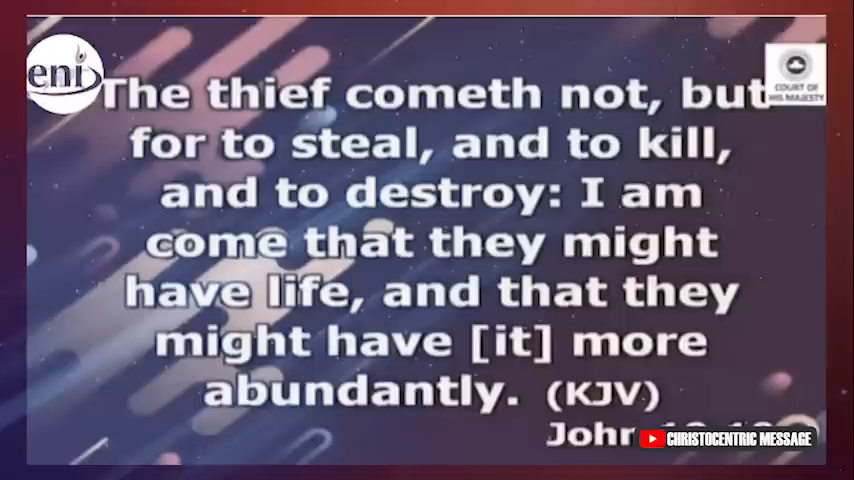 eni
COURT OF
HIS MAJESTY
The thief cometh not, but
for to steal, and to kill,
and to destroy: I am
come that they might
have life, and that they
might have [it] more
abundantly. (KJV)
John
CHRISTOCENTRIC MESSAGE